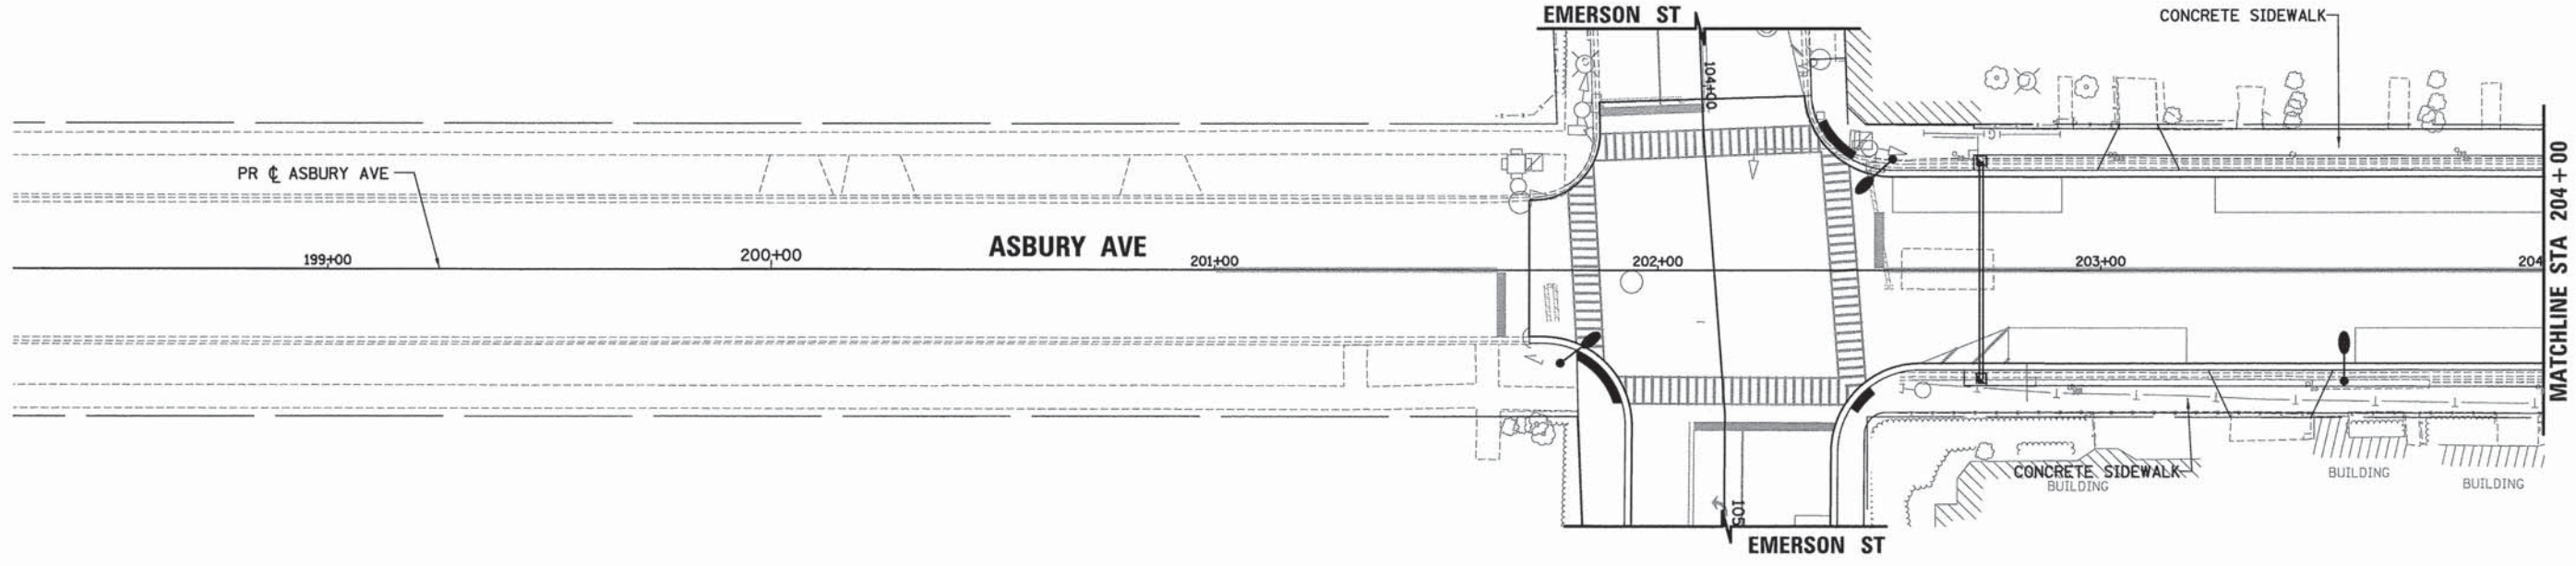 EMERSON ST
CONCRETE SIDEWALK
104+00
PR ℄ ASBURY AVE
ASBURY AVE
199+00
200+00
201+00
202+00
203+00
204
MATCHLINE STA 204+00
CONCRETE SIDEWALK
BUILDING
BUILDING
BUILDING
105
EMERSON ST